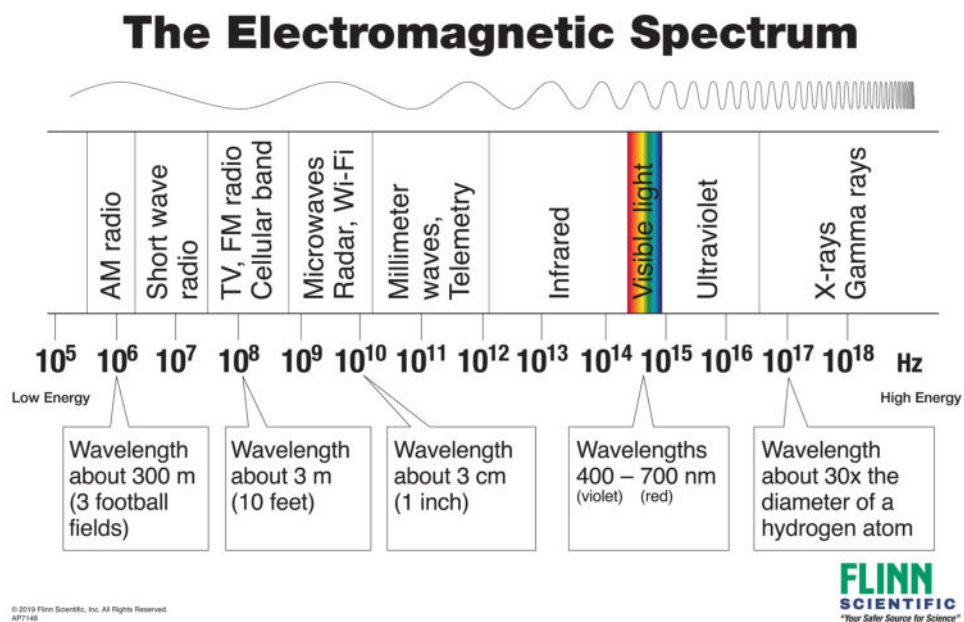 The Electromagnetic Spectrum
AM radio
Short wave
radio
TV, FM radio
Cellular band
Microwaves
Radar, Wi-Fi
Millimeter
waves,
Telemetry
Infrared
Visible light
Ultraviolet
X-rays
Gamma rays
10⁵ 10⁶ 10⁷ 10⁸ 10⁹ 10¹⁰ 10¹¹ 10¹² 10¹³ 10¹⁴ 10¹⁵ 10¹⁶ 10¹⁷ 10¹⁸ Hz
Low Energy
High Energy
Wavelength
about 300 m
(3 football
fields)
Wavelength
about 3 m
(10 feet)
Wavelength
about 3 cm
(1 inch)
Wavelengths
400 – 700 nm
(violet) (red)
Wavelength
about 30x the
diameter of a
hydrogen atom
FLINN
SCIENTIFIC
"Your Safer Source for Science"
© 2019 Flinn Scientific, Inc. All Rights Reserved.
AP7146